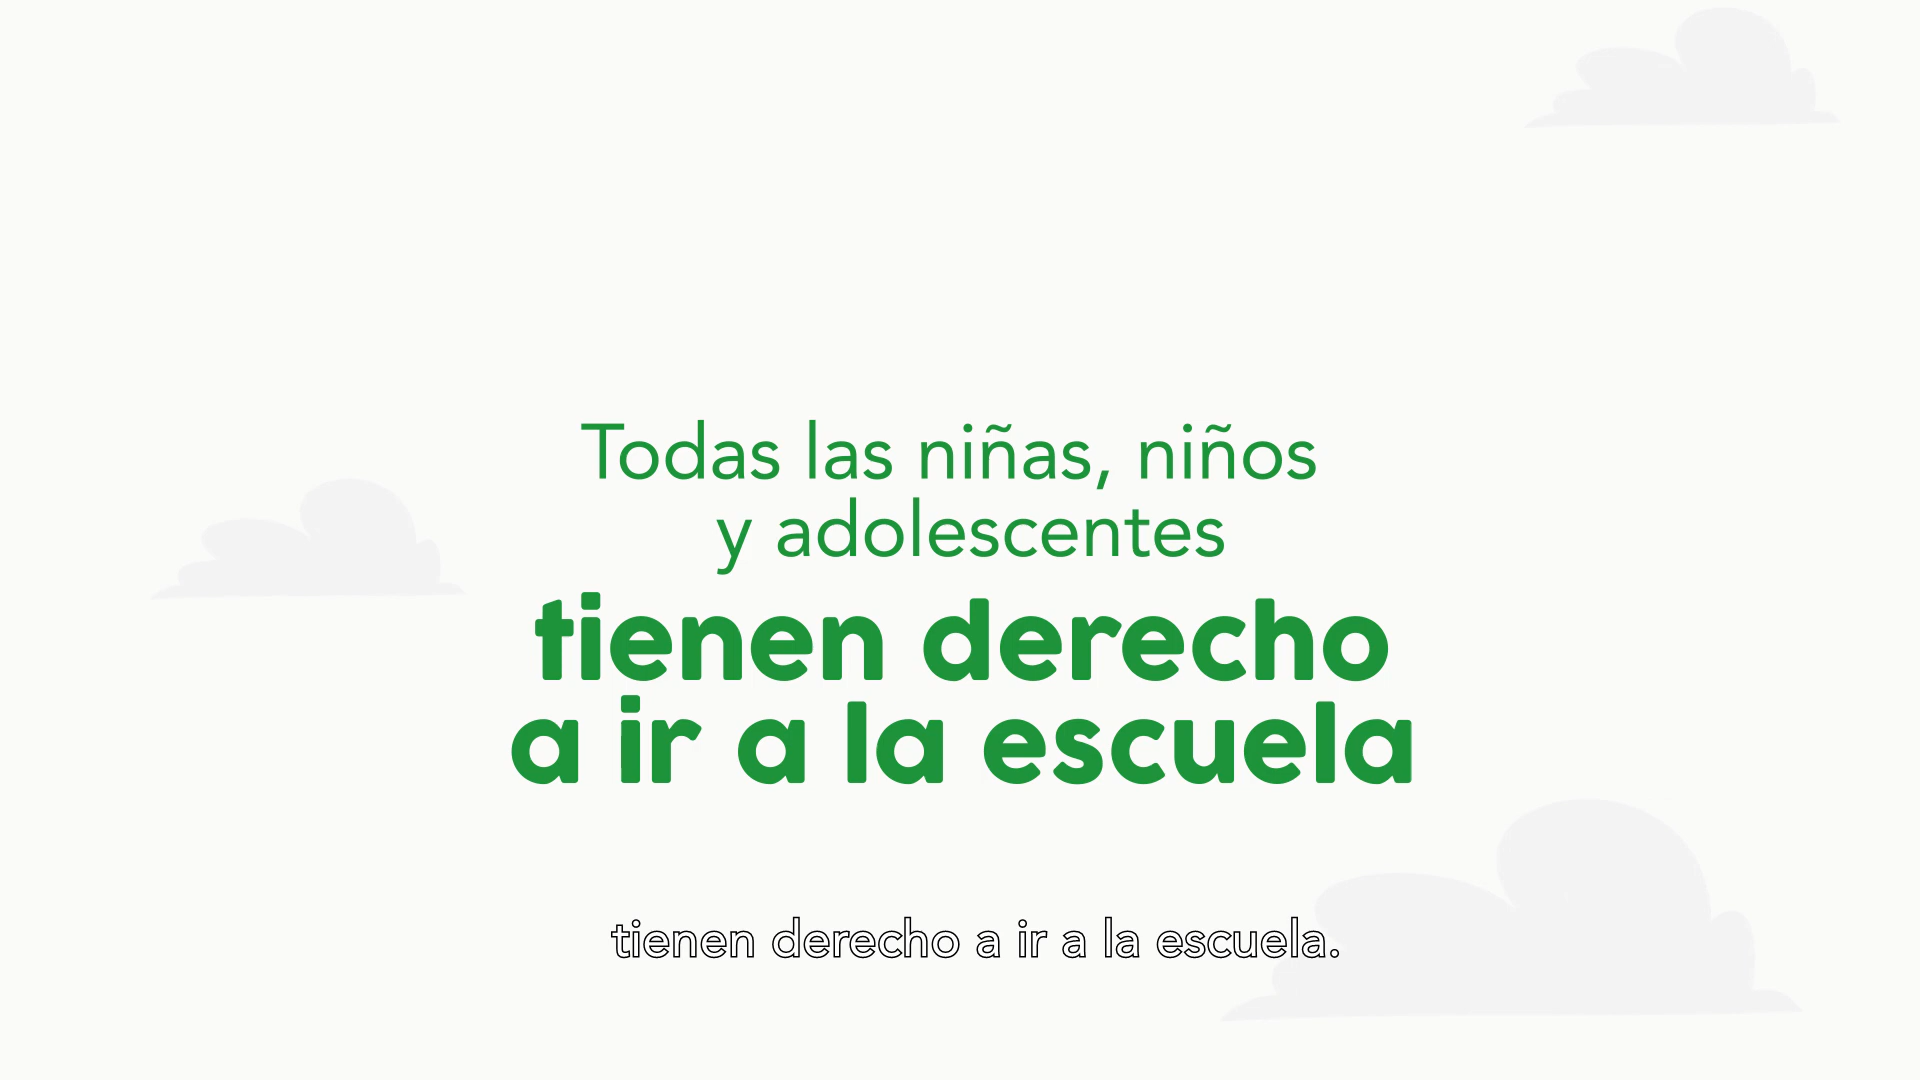 Todas las niñas, niños
y adolescentes
tienen derecho
a ir a la escuela
tienen derecho a ir a la escuela.